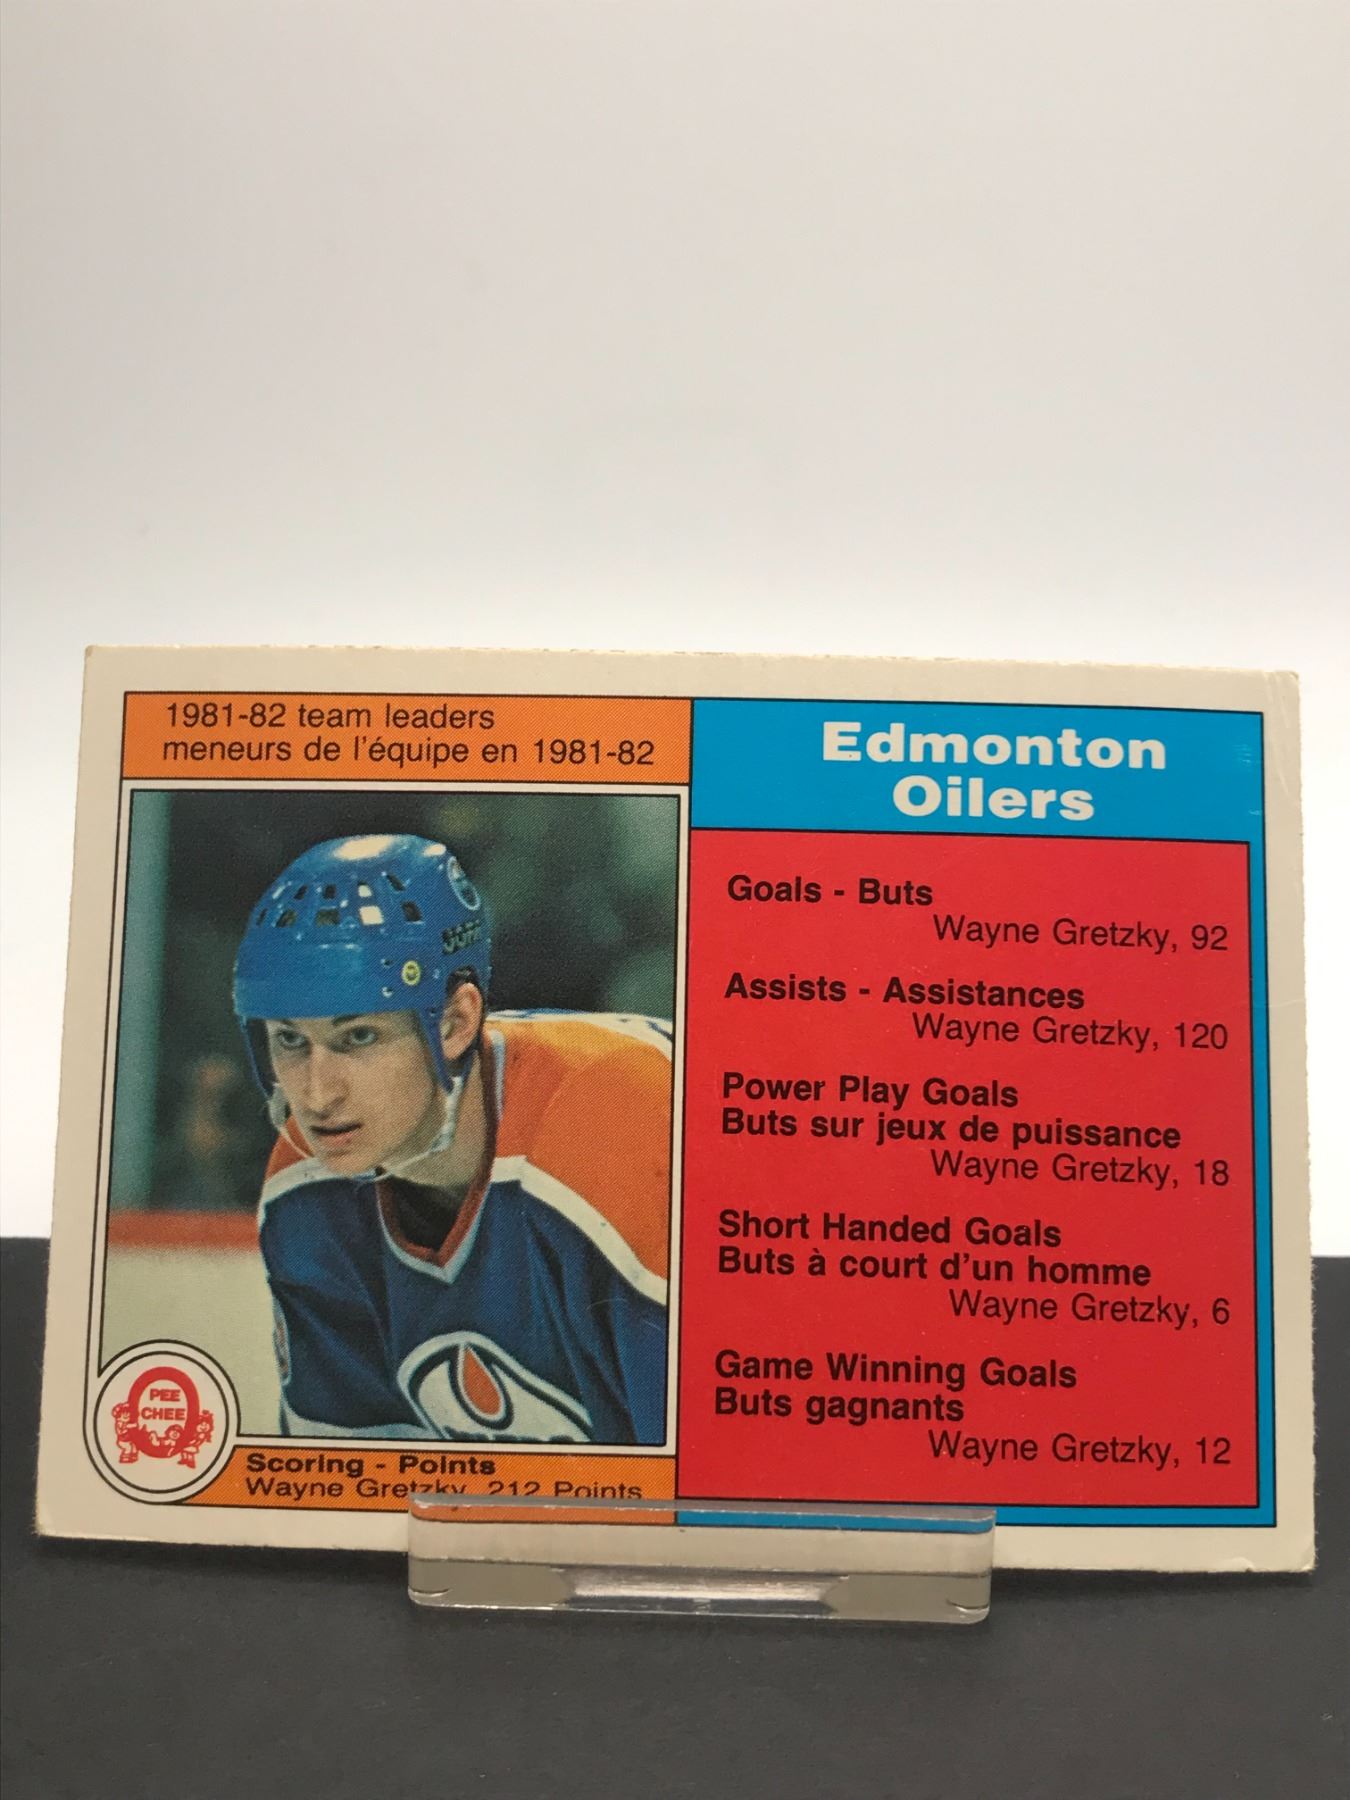 1981-82 team leaders
meneurs de l'équipe en 1981-82
Edmonton
Oilers
Goals - Buts
Wayne Gretzky, 92
Assists - Assistances
Wayne Gretzky, 120
Power Play Goals
Buts sur jeux de puissance
Wayne Gretzky, 18
Short Handed Goals
Buts à court d'un homme
Wayne Gretzky, 6
Game Winning Goals
Buts gagnants
Wayne Gretzky, 12
PEE
CHEE
Scoring - Points
Wayne Gretzky, 212 Points